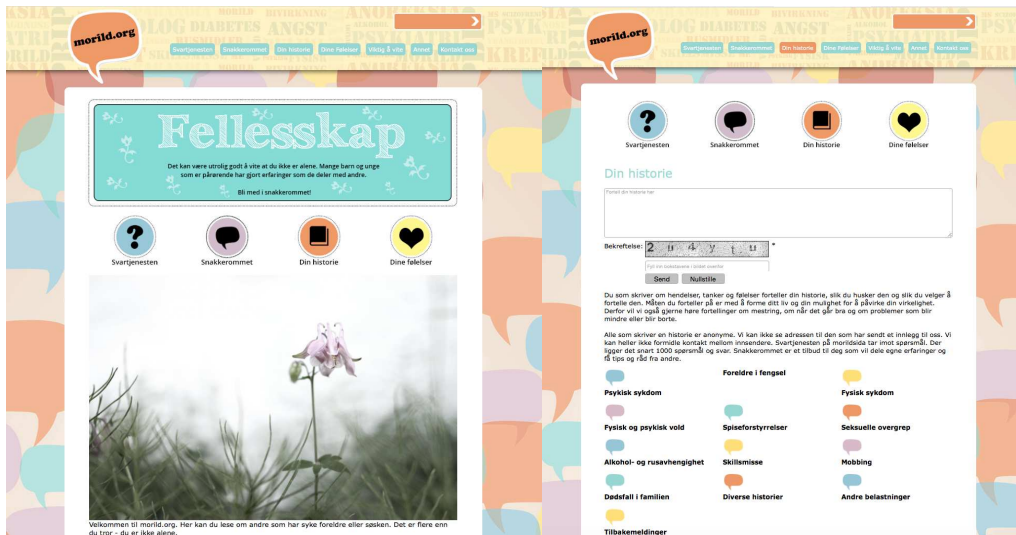 morild.org
DIABETES
ANGST
Svartjenesten Snakkerommet Din historie Dine Følelser Viktig å vite Annet Kontakt oss
Fellesskap
Det kan være utrolig godt å vite at du ikke er alene. Mange barn og unge
som er pårørende har gjort erfaringer som de deler med andre.
Bli med i snakkerommet!
Svartjenesten Snakkerommet Din historie Dine følelser
Velkommen til morild.org. Her kan du lese om andre som har syke foreldre eller søsken. Det er flere enn
du tror - du er ikke alene.
morild.org
DIABETES
ANGST
Svartjenesten Snakkerommet Din historie Dine Følelser Viktig å vite Annet Kontakt oss
Svartjenesten Snakkerommet Din historie Dine følelser
Din historie
Fortell din historie her
Bekreftelse: 2 u 4 y t u *
Send Nullstille
Du som skriver om hendelser, tanker og følelser forteller din historie, slik du husker den og slik du velger å
fortelle den. Måten du forteller på er med å forme ditt liv og din mulighet for å påvirke din virkelighet.
Derfor vil vi også gjerne høre fortellinger om mestring, om når det går bra og om problemer som blir
mindre eller blir borte.
Alle som skriver en historie er anonyme. Vi kan ikke se adressen til den som har sendt et innlegg til oss. Vi
kan heller ikke formidle kontakt mellom innsendere. Svartjenesten på morildsida tar imot spørsmål. Der
ligger det snart 1000 spørsmål og svar. Snakkerommet er et tilbud til deg som vil dele egne erfaringer og
få tips og råd fra andre.
Foreldre i fengsel
Psykisk sykdom Fysisk sykdom
Fysisk og psykisk vold Spiseforstyrrelser Seksuelle overgrep
Alkohol- og rusavhengighet Skillsmisse Mobbing
Dødsfall i familien Diverse historier Andre belastninger
Tilbakemeldinger